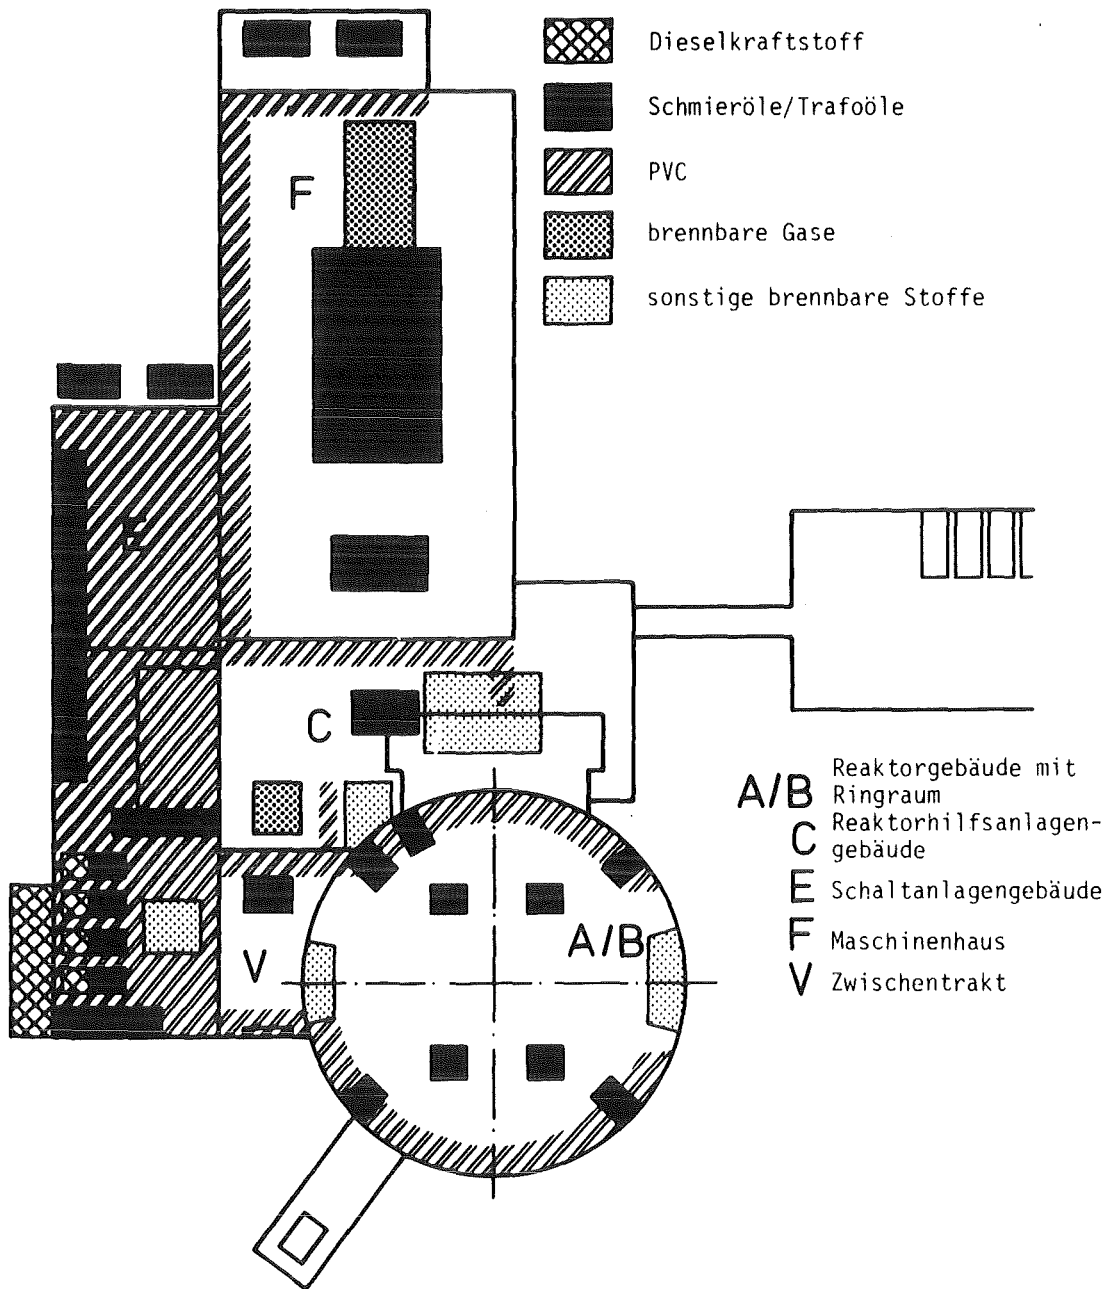 Dieselkraftstoff
Schmieröle/Trafoöle
PVC
brennbare Gase
sonstige brennbare Stoffe
F
E
C
A/B
V
A/B Reaktorgebäude mit
Ringraum
C Reaktorhilfsanlagen-
gebäude
E Schaltanlagengebäude
F Maschinenhaus
V Zwischentrakt